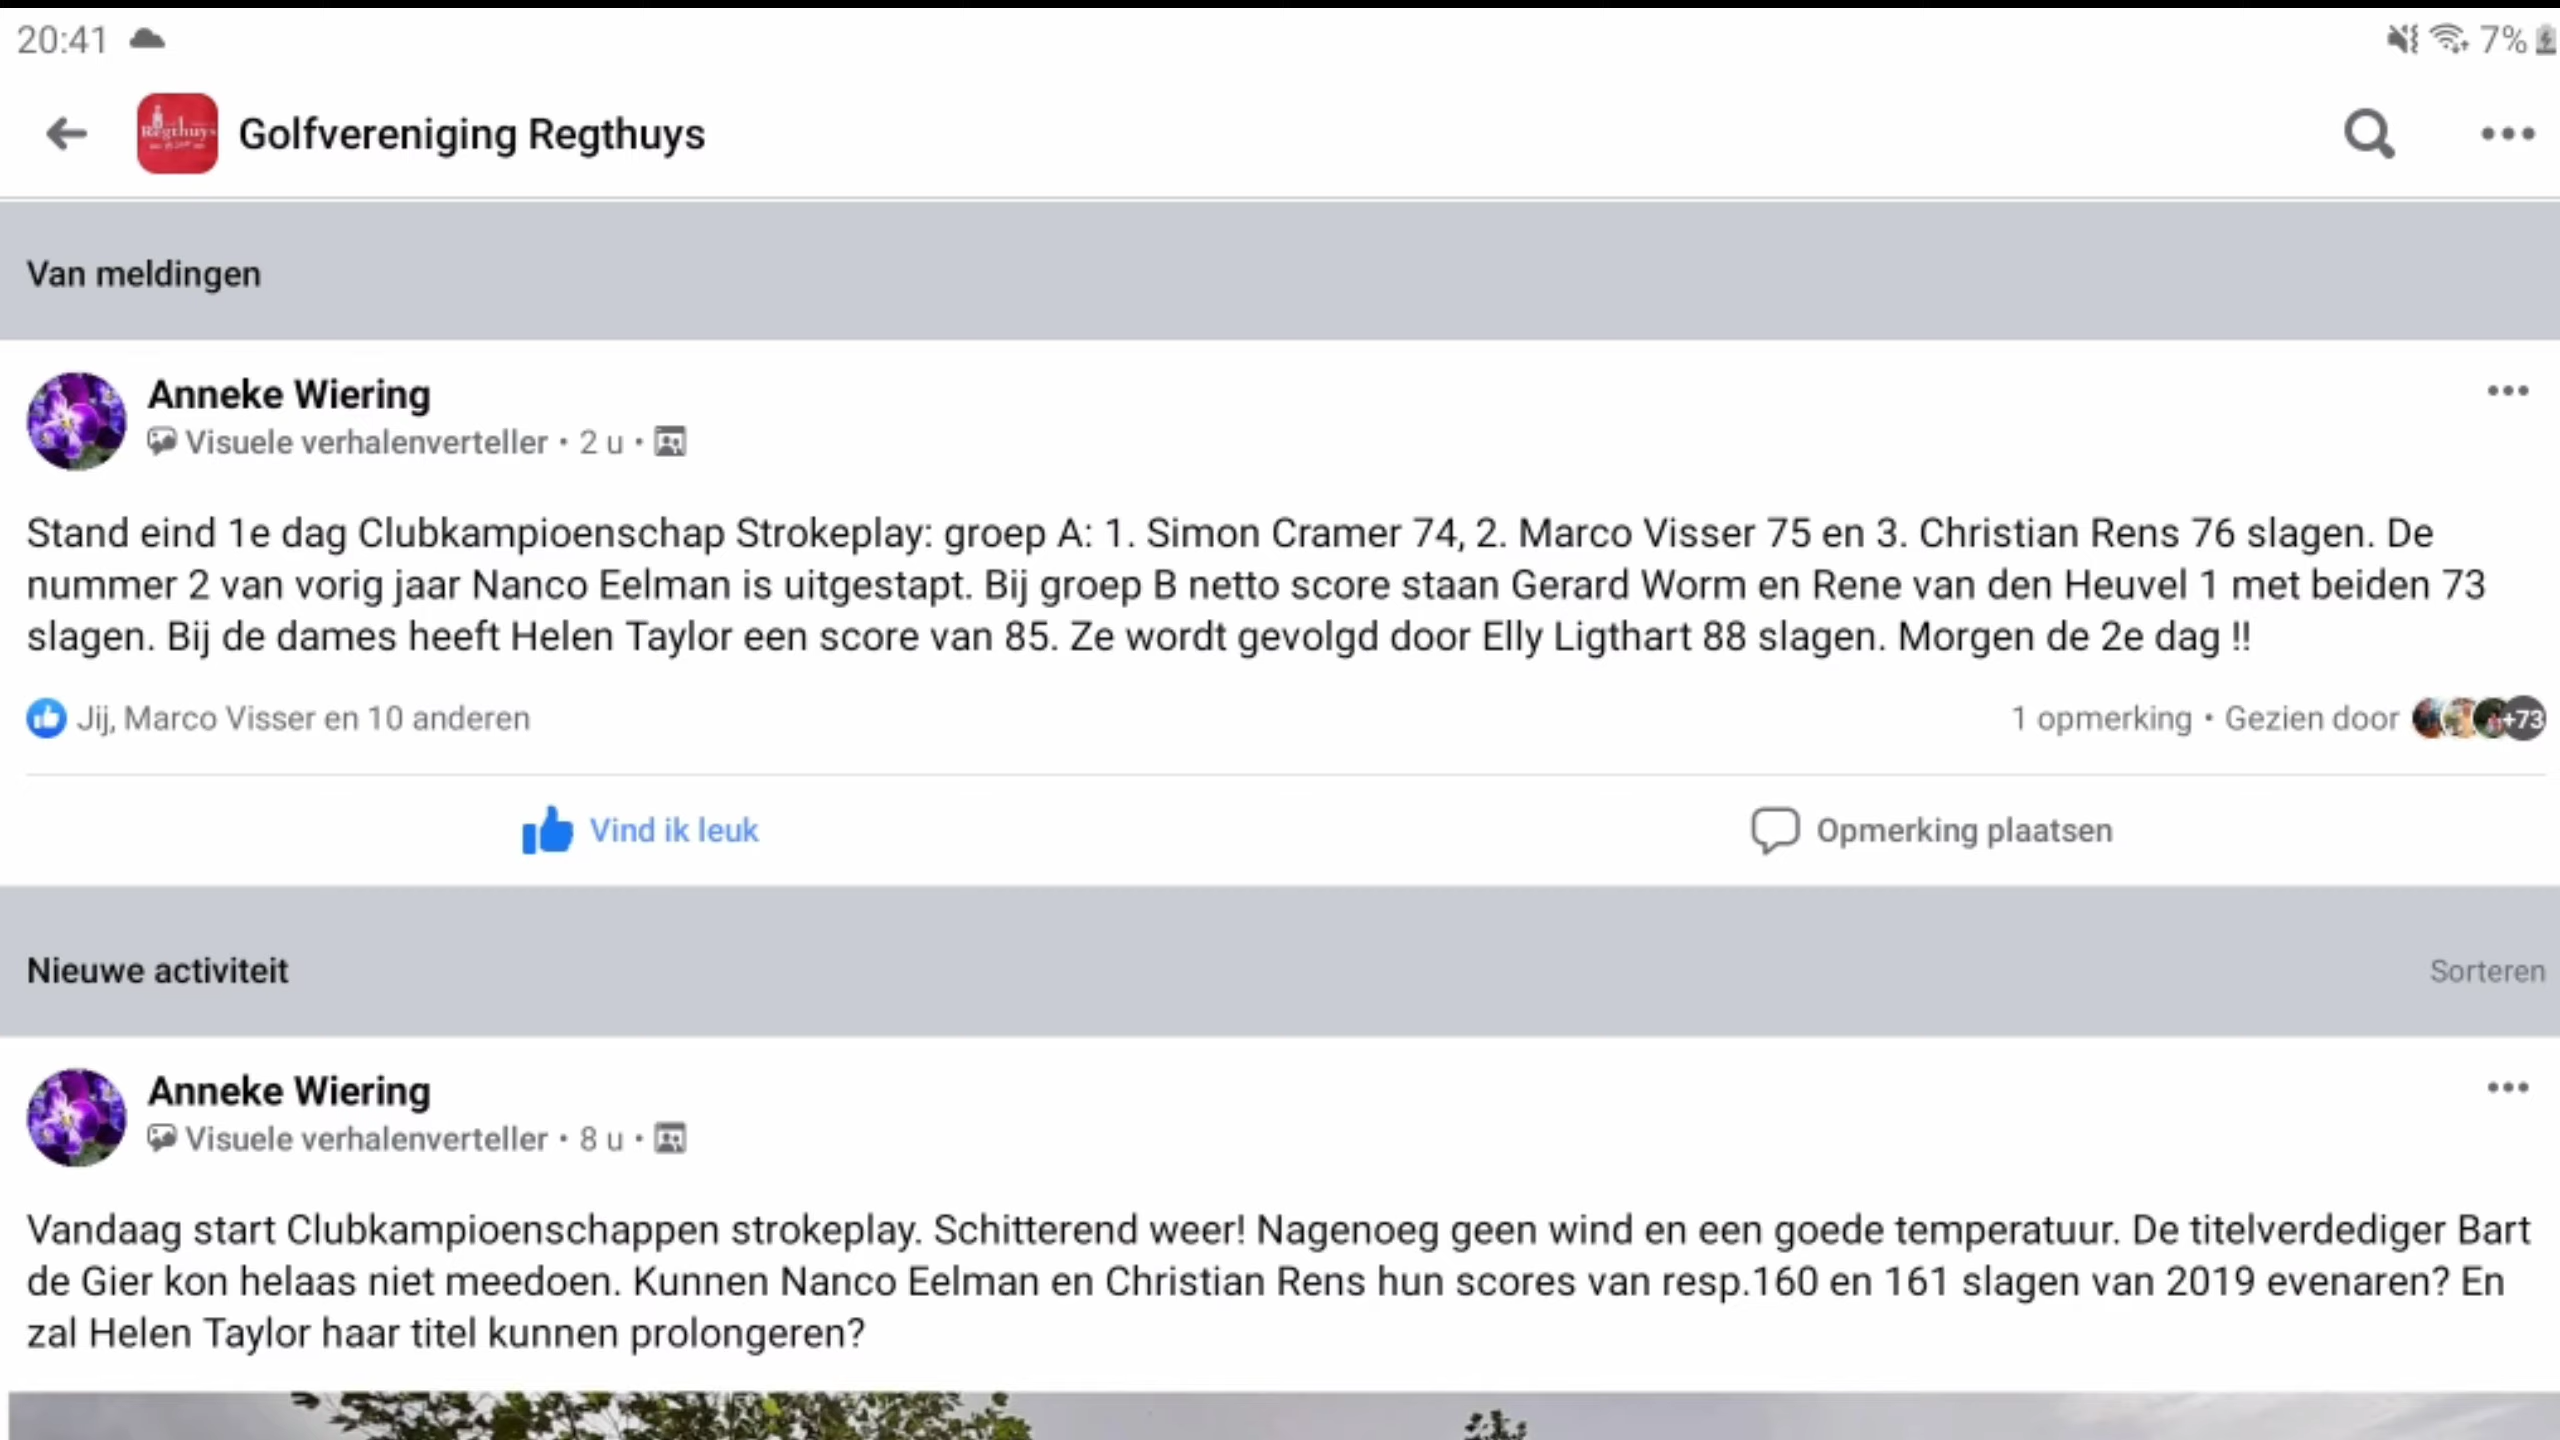 20:41
7%
Regthuys
Golfvereniging Regthuys
Van meldingen
Anneke Wiering
Visuele verhalenverteller • 2 u •
Stand eind 1e dag Clubkampioenschap Strokeplay: groep A: 1. Simon Cramer 74, 2. Marco Visser 75 en 3. Christian Rens 76 slagen. De
nummer 2 van vorig jaar Nanco Eelman is uitgestapt. Bij groep B netto score staan Gerard Worm en Rene van den Heuvel 1 met beiden 73
slagen. Bij de dames heeft Helen Taylor een score van 85. Ze wordt gevolgd door Elly Ligthart 88 slagen. Morgen de 2e dag !!
Jij, Marco Visser en 10 anderen
1 opmerking • Gezien door +73
Vind ik leuk
Opmerking plaatsen
Nieuwe activiteit
Sorteren
Anneke Wiering
Visuele verhalenverteller • 8 u •
Vandaag start Clubkampioenschappen strokeplay. Schitterend weer! Nagenoeg geen wind en een goede temperatuur. De titelverdediger Bart
de Gier kon helaas niet meedoen. Kunnen Nanco Eelman en Christian Rens hun scores van resp.160 en 161 slagen van 2019 evenaren? En
zal Helen Taylor haar titel kunnen prolongeren?